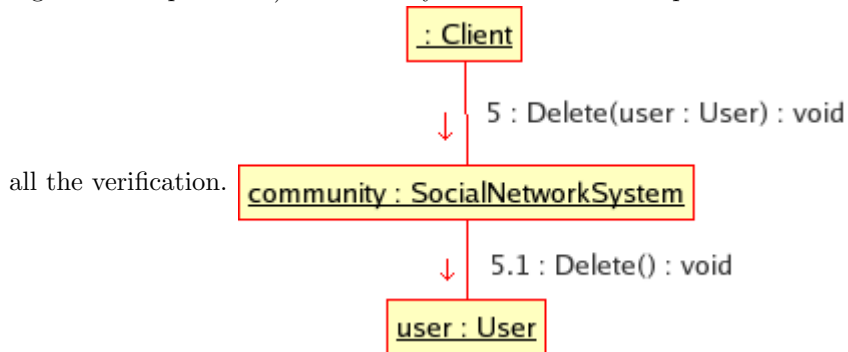 : Client
5 : Delete(user : User) : void
all the verification.
community : SocialNetworkSystem
5.1 : Delete() : void
user : User